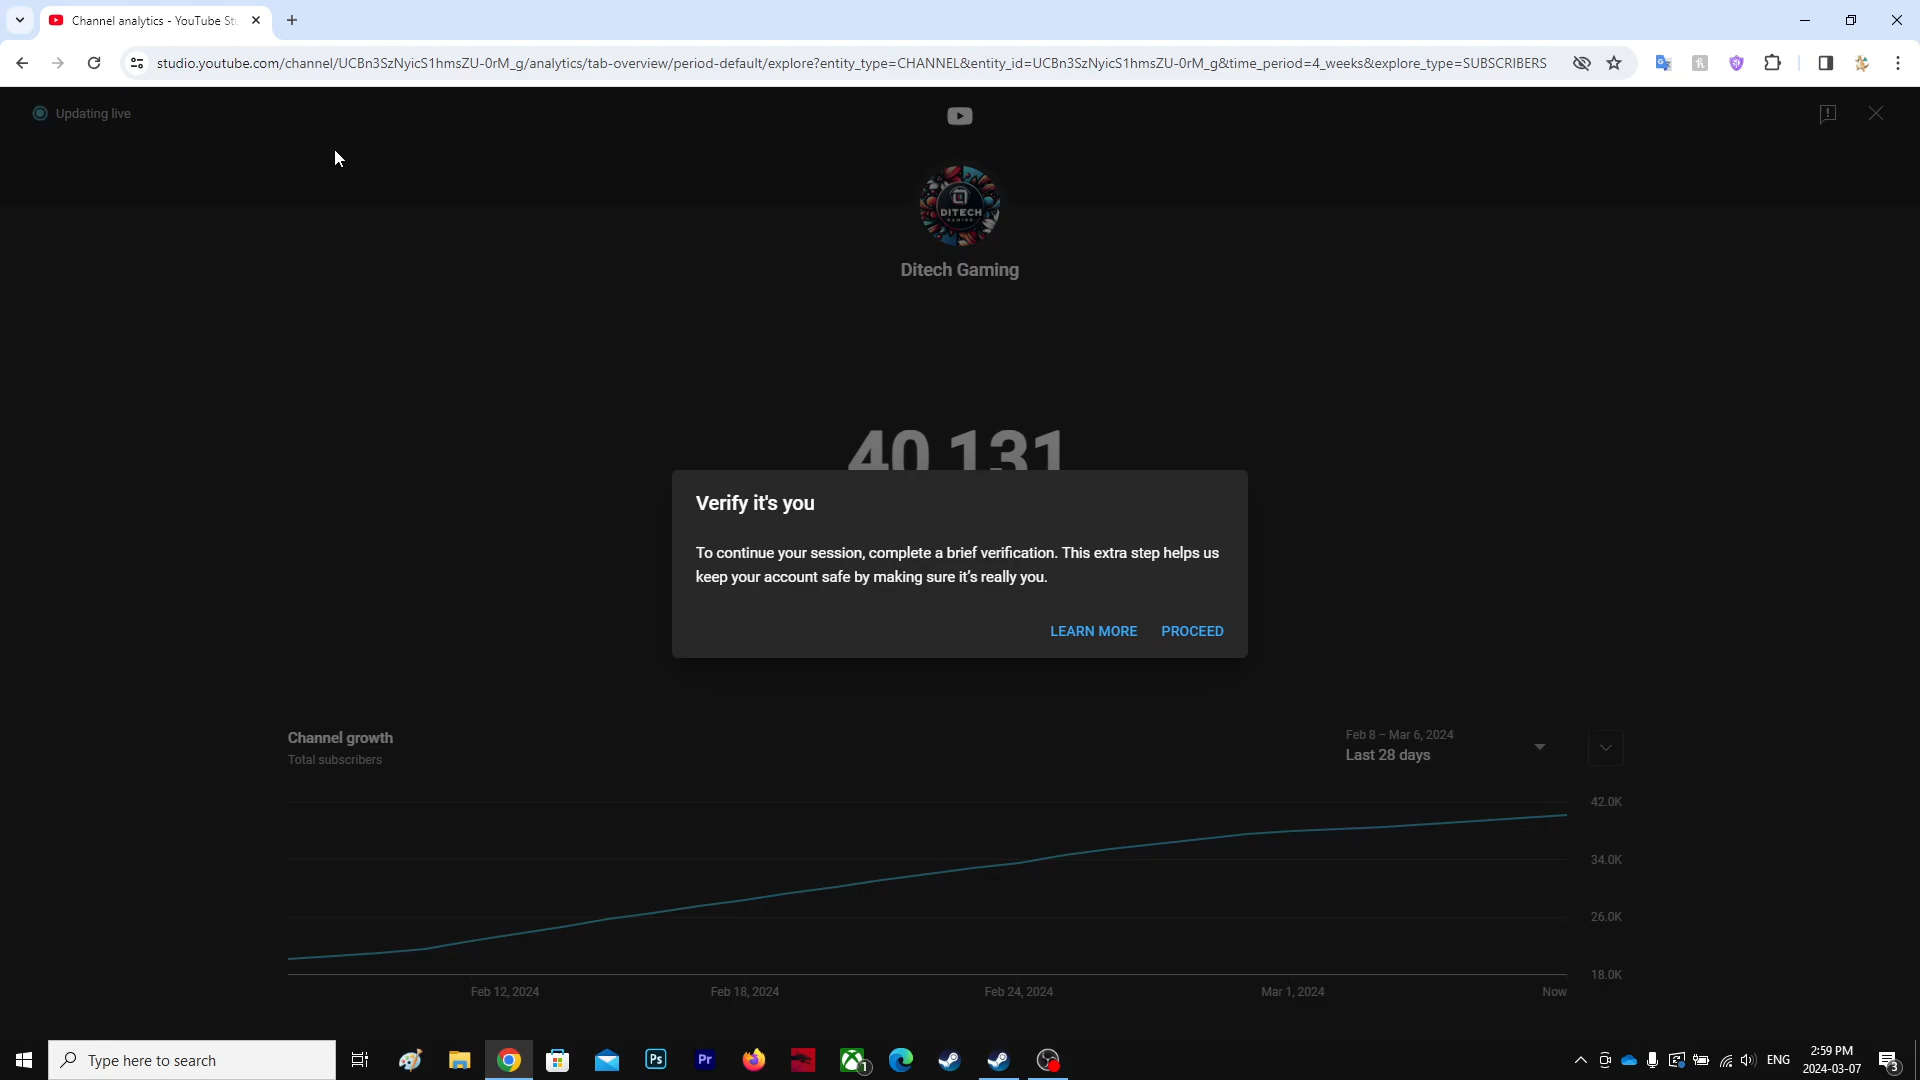 Channel analytics - YouTube St
studio.youtube.com/channel/UCBn3SzNyicS1hmsZU-0rM_g/analytics/tab-overview/period-default/explore?entity_type=CHANNEL&entity_id=UCBn3SzNyicS1hmsZU-0rM_g&time_period=4_weeks&explore_type=SUBSCRIBERS
Updating live
DITECH
GAMING
Ditech Gaming
40,131
Verify it's you
To continue your session, complete a brief verification. This extra step helps us
keep your account safe by making sure it's really you.
LEARN MORE PROCEED
Channel growth
Total subscribers
Feb 8 – Mar 6, 2024
Last 28 days
42.0K
34.0K
26.0K
18.0K
Feb 12, 2024 Feb 18, 2024 Feb 24, 2024 Mar 1, 2024 Now
Type here to search
Ps
Pr
1
ENG
2:59 PM
2024-03-07
3